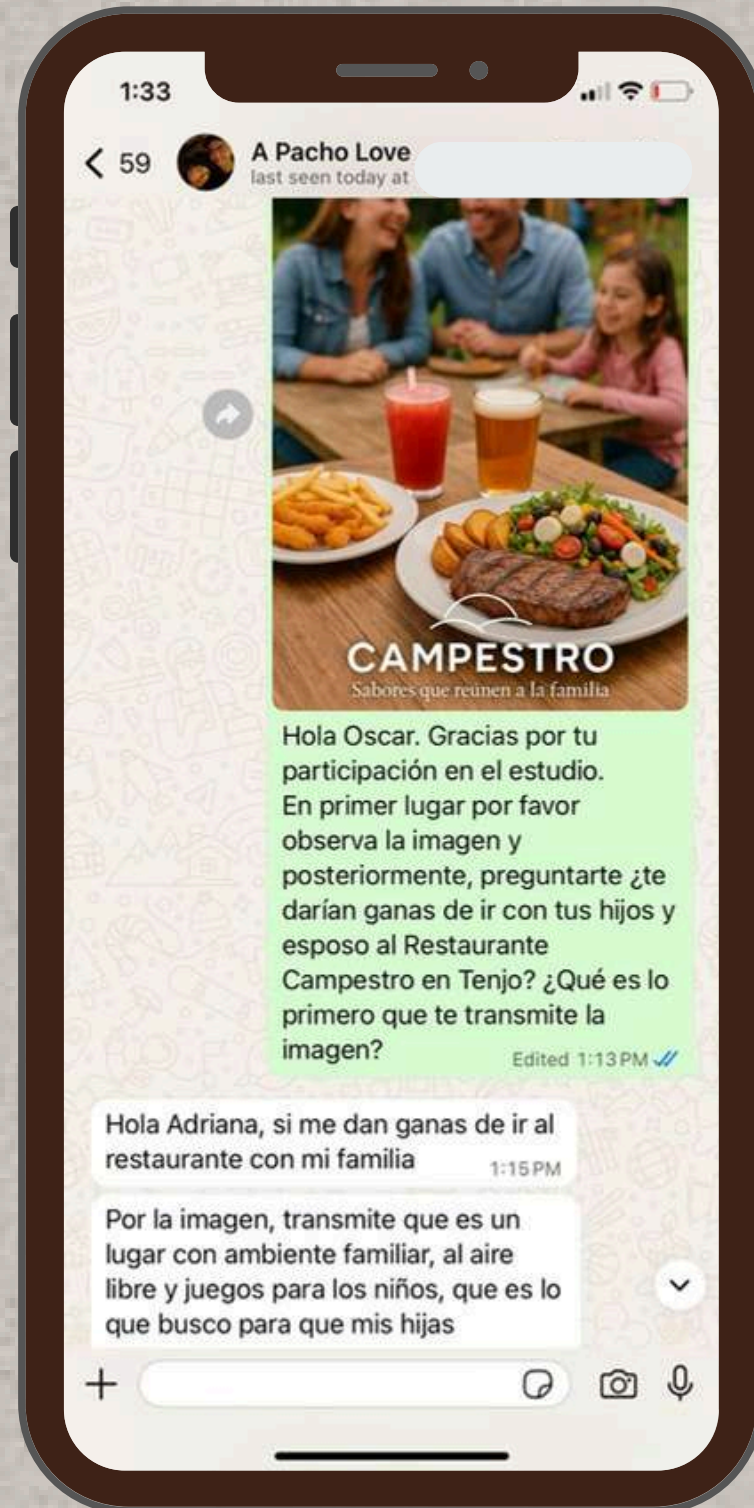 1:33
59
A Pacho Love
last seen today at
CAMPESTRO
Sabores que reúnen a la familia
Hola Oscar. Gracias por tu
participación en el estudio.
En primer lugar por favor
observa la imagen y
posteriormente, preguntarte ¿te
darían ganas de ir con tus hijos y
esposo al Restaurante
Campestro en Tenjo? ¿Qué es lo
primero que te transmite la
imagen?
Edited 1:13 PM
Hola Adriana, si me dan ganas de ir al
restaurante con mi familia
1:15 PM
Por la imagen, transmite que es un
lugar con ambiente familiar, al aire
libre y juegos para los niños, que es lo
que busco para que mis hijas